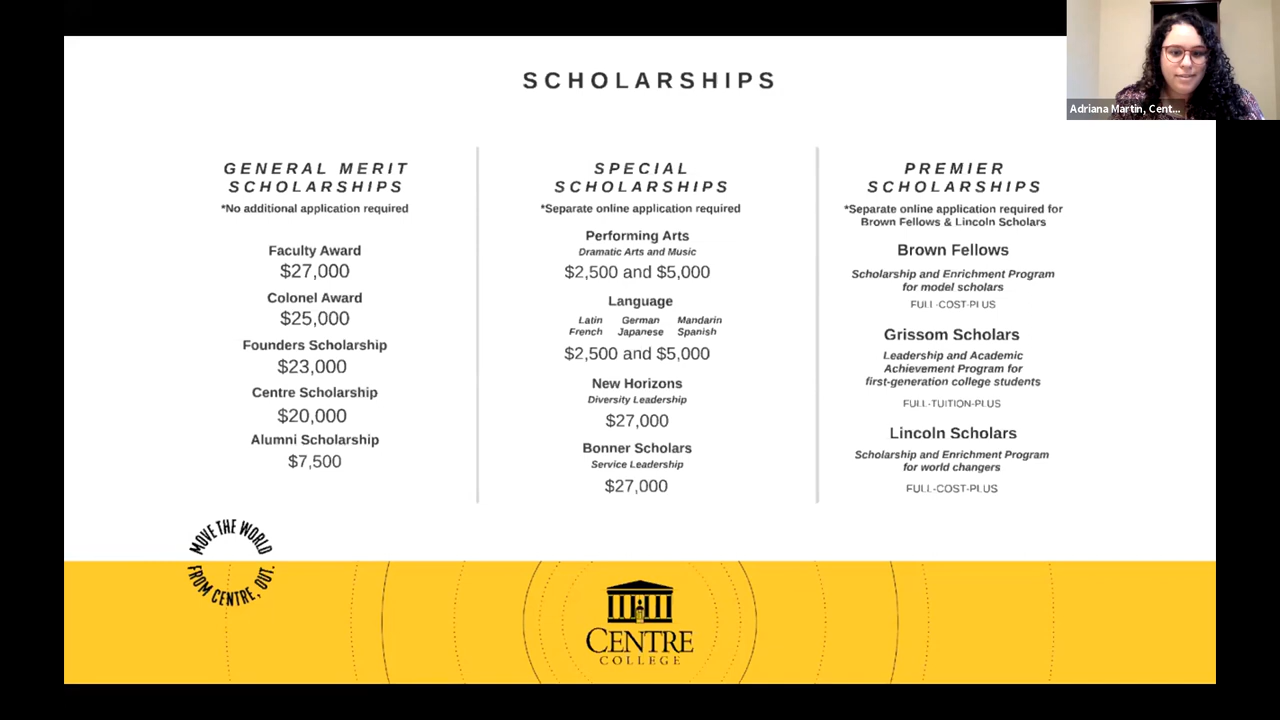 SCHOLARSHIPS
Adriana Martin, Cent...
GENERAL MERIT
SCHOLARSHIPS
*No additional application required
Faculty Award
$27,000
Colonel Award
$25,000
Founders Scholarship
$23,000
Centre Scholarship
$20,000
Alumni Scholarship
$7,500
SPECIAL
SCHOLARSHIPS
*Separate online application required
Performing Arts
Dramatic Arts and Music
$2,500 and $5,000
Language
Latin German Mandarin
French Japanese Spanish
$2,500 and $5,000
New Horizons
Diversity Leadership
$27,000
Bonner Scholars
Service Leadership
$27,000
PREMIER
SCHOLARSHIPS
*Separate online application required for
Brown Fellows & Lincoln Scholars
Brown Fellows
Scholarship and Enrichment Program
for model scholars
FULL-COST-PLUS
Grissom Scholars
Leadership and Academic
Achievement Program for
first-generation college students
FULL-TUITION-PLUS
Lincoln Scholars
Scholarship and Enrichment Program
for world changers
FULL-COST-PLUS
MOVE THE WORLD
FROM CENTRE, OUT.
CENTRE
COLLEGE